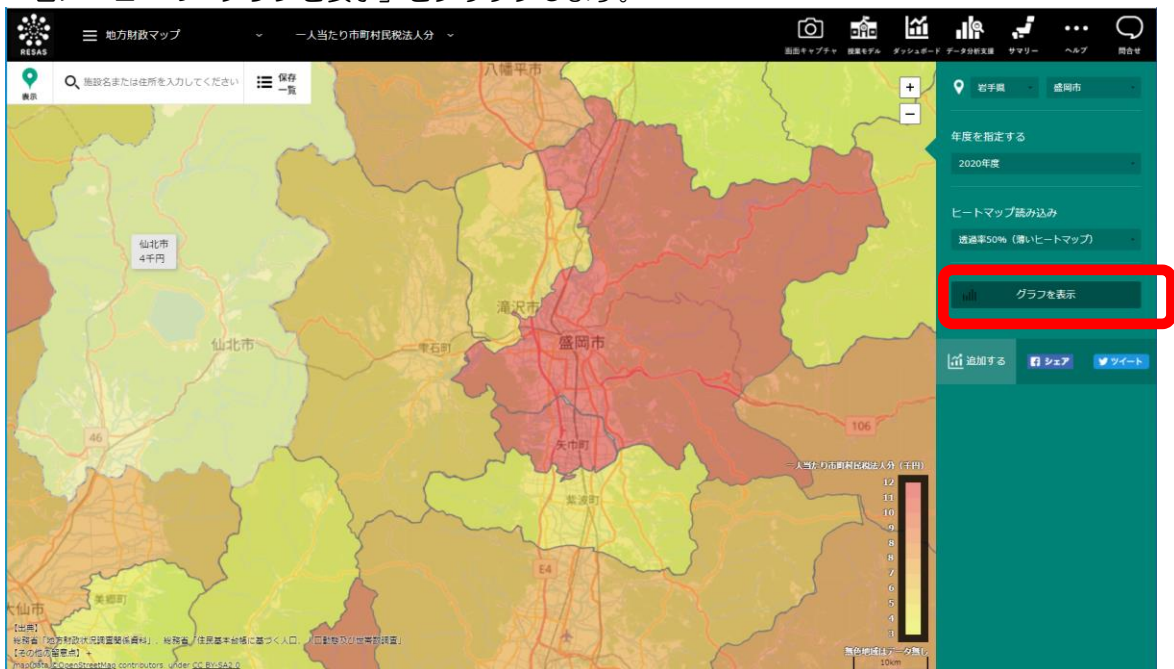 RESAS
地方財政マップ
一人当たり市町村民税法人分
画面キャプチャ
授業モデル
ダッシュボード
データ分析支援
サマリー
ヘルプ
問合せ
表示
施設名または住所を入力してください
保存
一覧
+
−
岩手県
盛岡市
年度を指定する
2020年度
ヒートマップ読み込み
透過率50%（薄いヒートマップ）
グラフを表示
追加する
シェア
ツイート
八幡平市
仙北市
4千円
滝沢市
盛岡市
雫石町
仙北市
46
106
矢巾町
紫波町
E4
美郷町
大仙市
一人当たり市町村民税法人分（千円）
12
11
10
9
8
8
7
6
5
4
3
無色地域はデータ無し
10km
【出典】
総務省「地方財政状況調査関係資料」、総務省「住民基本台帳に基づく人口、人口動態及び世帯数調査」
【その他の留意点】
map data ©OpenStreetMap contributors, under CC BY-SA2.0